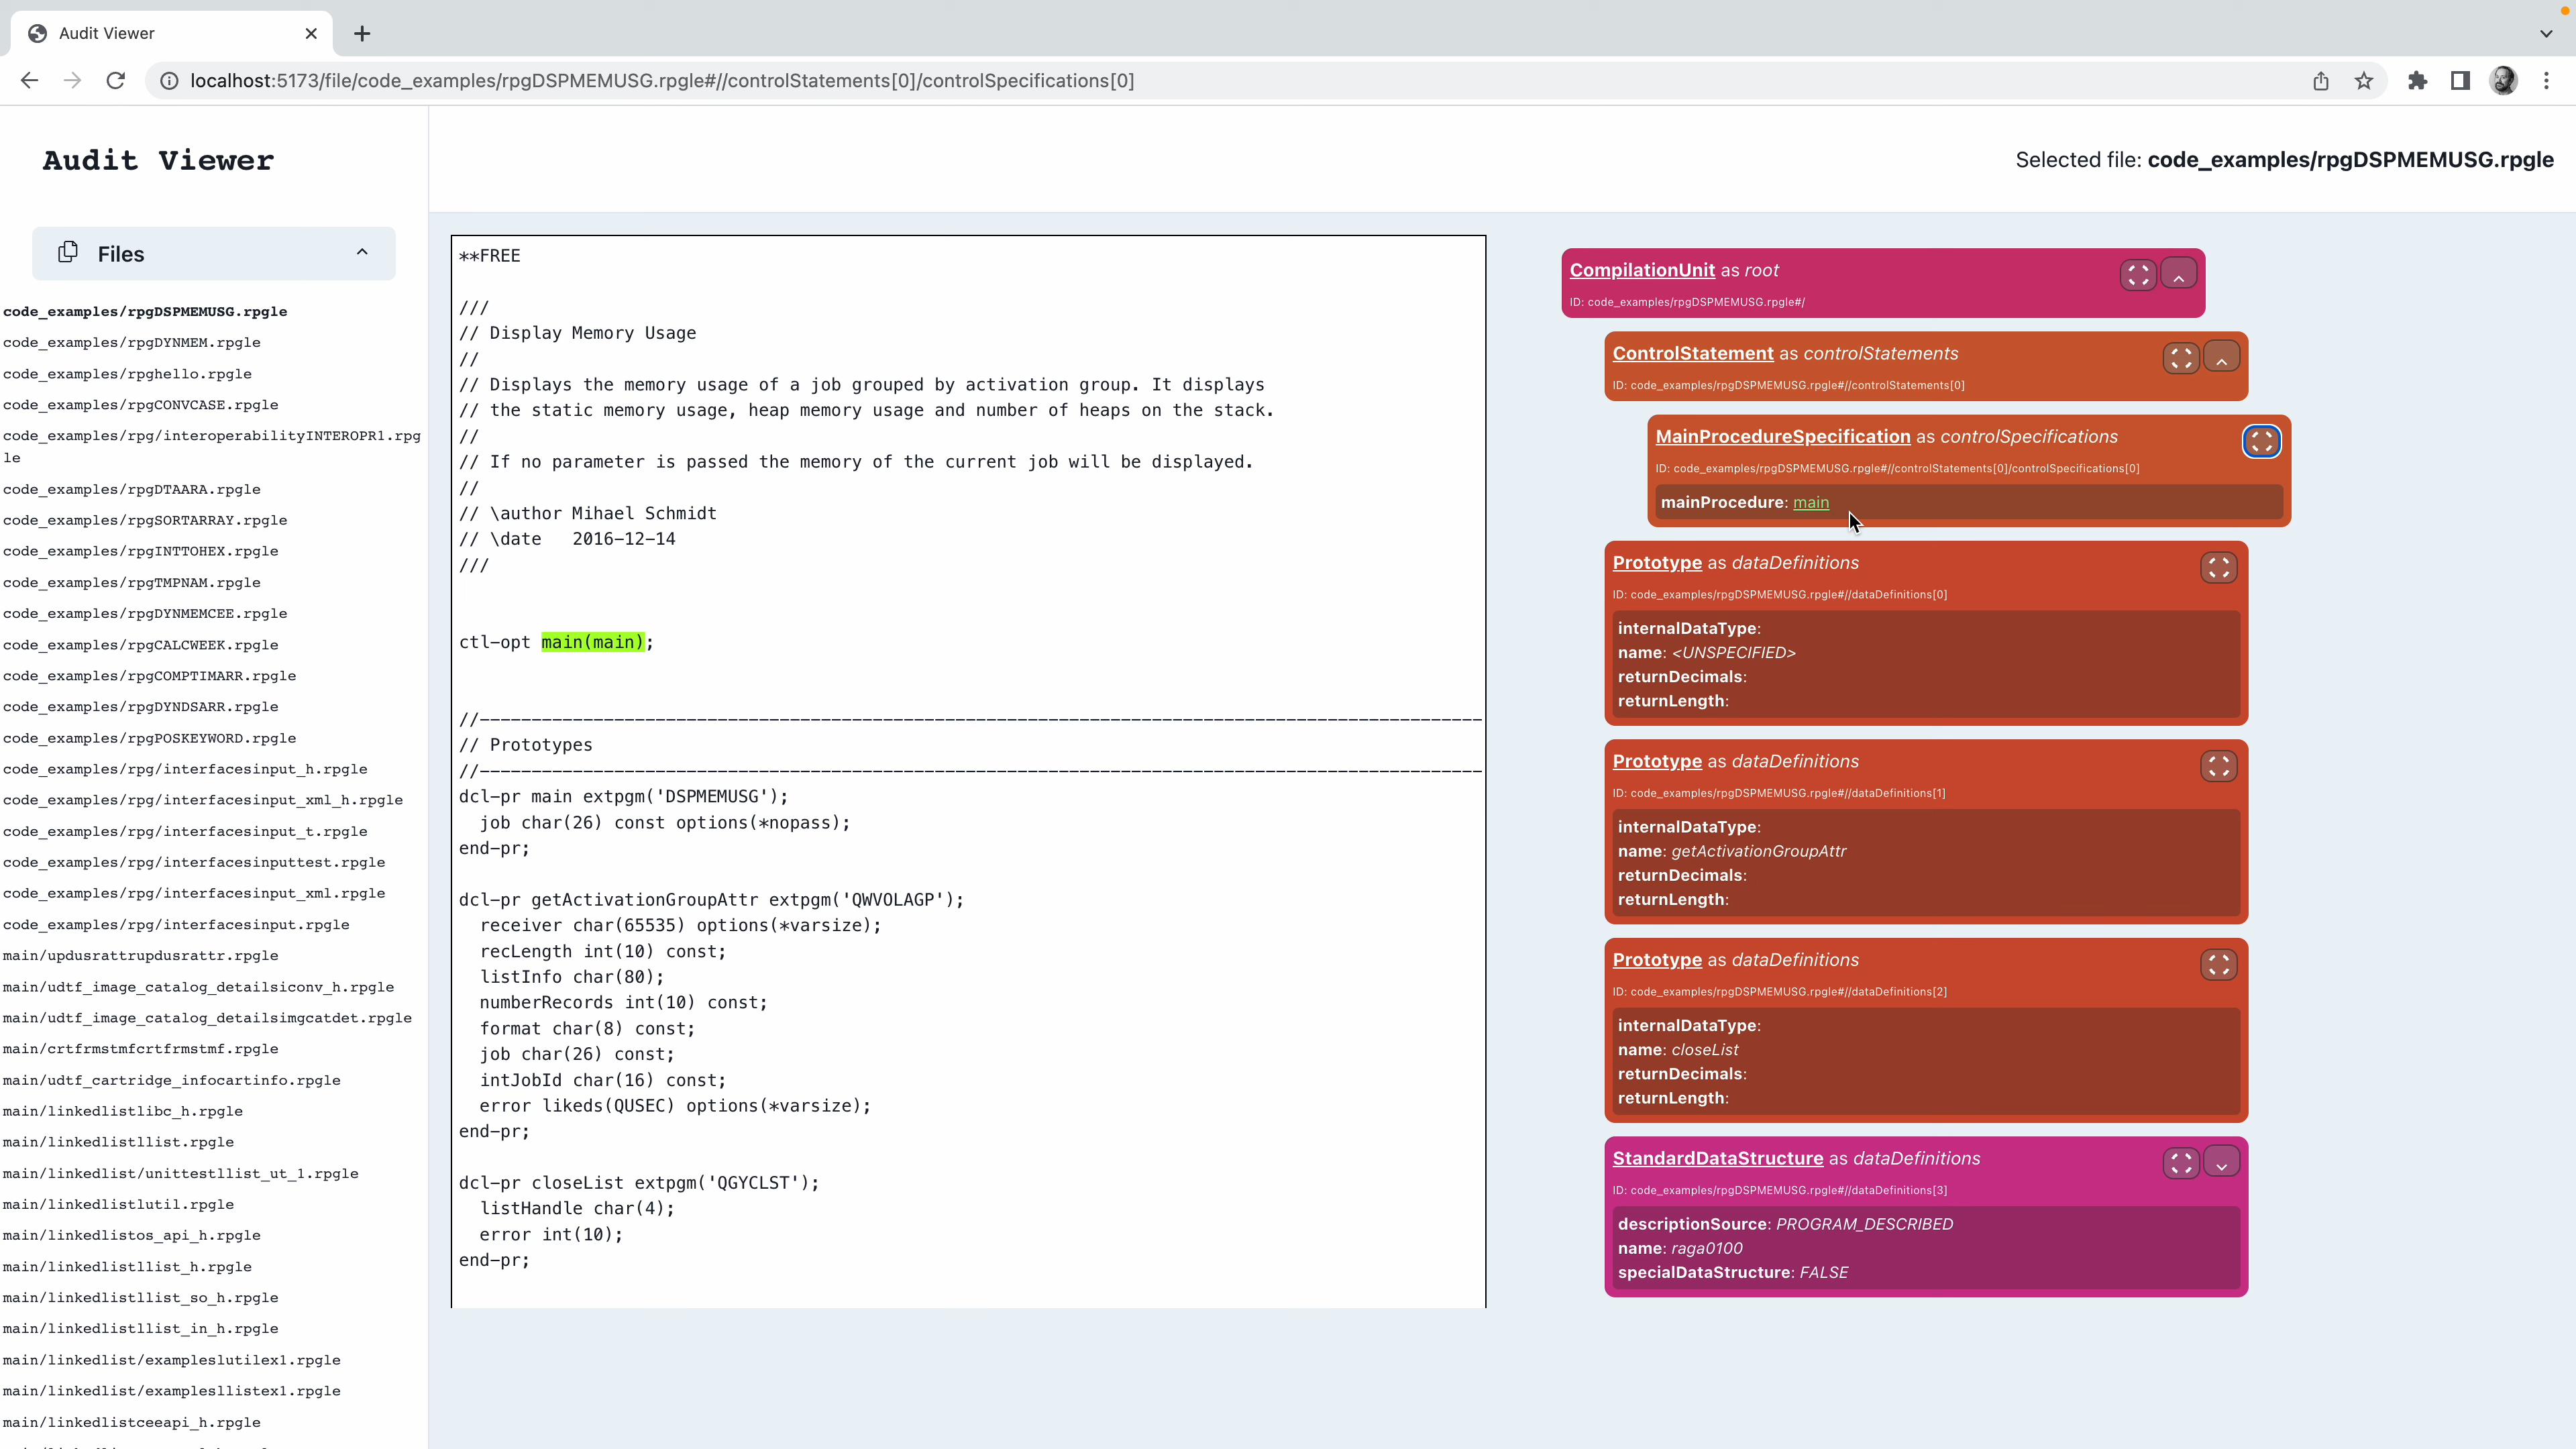 Audit Viewer
localhost:5173/file/code_examples/rpgDSPMEMUSG.rpgle#//controlStatements[0]/controlSpecifications[0]
Audit Viewer
Selected file: code_examples/rpgDSPMEMUSG.rpgle
Files
code_examples/rpgDSPMEMUSG.rpgle
code_examples/rpgDYNMEM.rpgle
code_examples/rpghello.rpgle
code_examples/rpgCONVCASE.rpgle
code_examples/rpg/interoperabilityINTEROPR1.rpg
le
code_examples/rpgDTAARA.rpgle
code_examples/rpgSORTARRAY.rpgle
code_examples/rpgINTTOHEX.rpgle
code_examples/rpgTMPNAM.rpgle
code_examples/rpgDYNMEMCEE.rpgle
code_examples/rpgCALCWEEK.rpgle
code_examples/rpgCOMPTIMARR.rpgle
code_examples/rpgDYNDSARR.rpgle
code_examples/rpgPOSKEYWORD.rpgle
code_examples/rpg/interfacesinput_h.rpgle
code_examples/rpg/interfacesinput_xml_h.rpgle
code_examples/rpg/interfacesinput_t.rpgle
code_examples/rpg/interfacesinputtest.rpgle
code_examples/rpg/interfacesinput_xml.rpgle
code_examples/rpg/interfacesinput.rpgle
main/updusrattrupdusrattr.rpgle
main/udtf_image_catalog_detailsiconv_h.rpgle
main/udtf_image_catalog_detailsimgcatdet.rpgle
main/crtfrmstmfcrtfrmstmf.rpgle
main/udtf_cartridge_infocartinfo.rpgle
main/linkedlistlibc_h.rpgle
main/linkedlistllist.rpgle
main/linkedlist/unittestllist_ut_1.rpgle
main/linkedlistlutil.rpgle
main/linkedlistos_api_h.rpgle
main/linkedlistllist_h.rpgle
main/linkedlistllist_so_h.rpgle
main/linkedlistllist_in_h.rpgle
main/linkedlist/exampleslutilex1.rpgle
main/linkedlist/examplesllistex1.rpgle
main/linkedlistceeapi_h.rpgle
**FREE
///
// Display Memory Usage
//
// Displays the memory usage of a job grouped by activation group. It displays
// the static memory usage, heap memory usage and number of heaps on the stack.
//
// If no parameter is passed the memory of the current job will be displayed.
//
// \author Mihael Schmidt
// \date   2016-12-14
///
ctl-opt main(main);
//-------------------------------------------------------------------------------------------------
// Prototypes
//-------------------------------------------------------------------------------------------------
dcl-pr main extpgm('DSPMEMUSG');
  job char(26) const options(*nopass);
end-pr;
dcl-pr getActivationGroupAttr extpgm('QWVOLAGP');
  receiver char(65535) options(*varsize);
  recLength int(10) const;
  listInfo char(80);
  numberRecords int(10) const;
  format char(8) const;
  job char(26) const;
  intJobId char(16) const;
  error likeds(QUSEC) options(*varsize);
end-pr;
dcl-pr closeList extpgm('QGYCLST');
  listHandle char(4);
  error int(10);
end-pr;
CompilationUnit as root
ID: code_examples/rpgDSPMEMUSG.rpgle#/
ControlStatement as controlStatements
ID: code_examples/rpgDSPMEMUSG.rpgle#//controlStatements[0]
MainProcedureSpecification as controlSpecifications
ID: code_examples/rpgDSPMEMUSG.rpgle#//controlStatements[0]/controlSpecifications[0]
mainProcedure: main
Prototype as dataDefinitions
ID: code_examples/rpgDSPMEMUSG.rpgle#//dataDefinitions[0]
internalDataType:
name: <UNSPECIFIED>
returnDecimals:
returnLength:
Prototype as dataDefinitions
ID: code_examples/rpgDSPMEMUSG.rpgle#//dataDefinitions[1]
internalDataType:
name: getActivationGroupAttr
returnDecimals:
returnLength:
Prototype as dataDefinitions
ID: code_examples/rpgDSPMEMUSG.rpgle#//dataDefinitions[2]
internalDataType:
name: closeList
returnDecimals:
returnLength:
StandardDataStructure as dataDefinitions
ID: code_examples/rpgDSPMEMUSG.rpgle#//dataDefinitions[3]
descriptionSource: PROGRAM_DESCRIBED
name: raga0100
specialDataStructure: FALSE